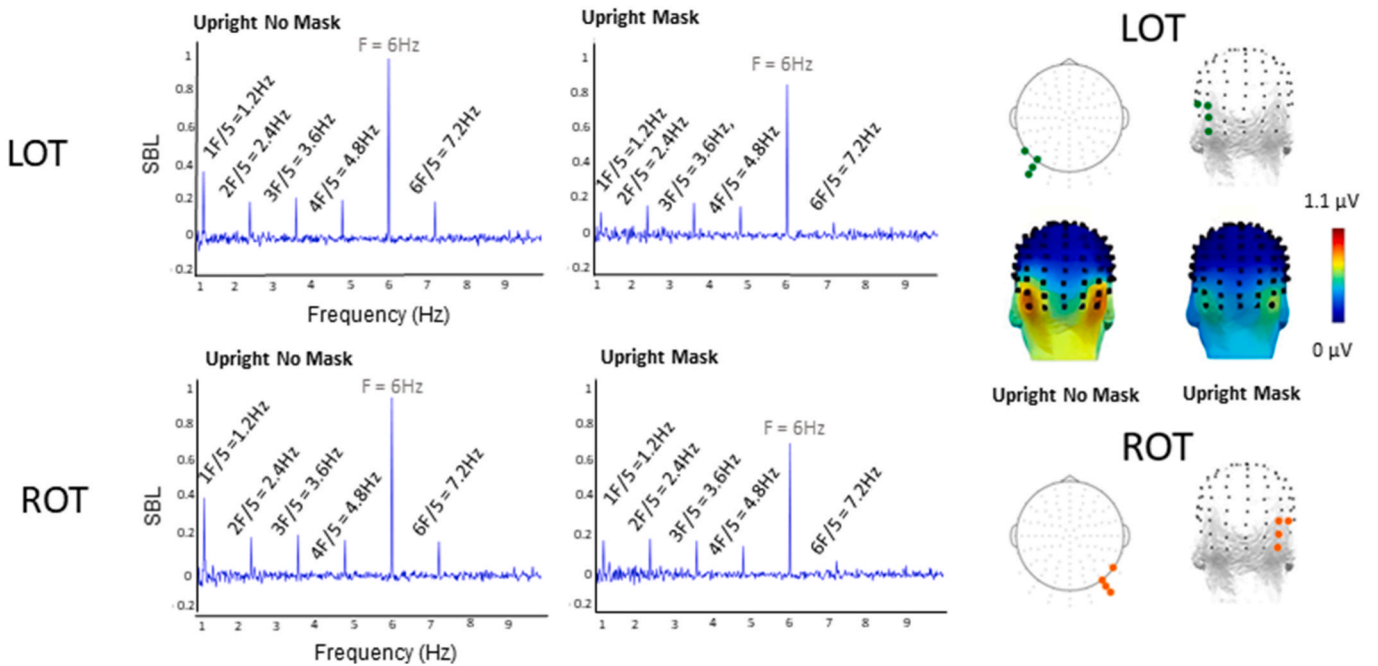 Upright No Mask
Upright Mask
LOT
LOT
SBL
1
0.8
0.6
0.4
0.2
0
-0.2
1F/5 =1.2Hz
2F/5 = 2.4Hz
3F/5 = 3.6Hz
4F/5 = 4.8Hz
F = 6Hz
6F/5 = 7.2Hz
1 2 3 4 5 6 7 8 9
Frequency (Hz)
1
0.8
0.6
0.4
0.2
0
-0.2
1F/5=1.2Hz
2F/5 = 2.4Hz
3F/5 = 3.6Hz,
4F/5 = 4.8Hz
F = 6Hz
6F/5 = 7.2Hz
1 2 3 4 5 6 7 8 9
1.1 µV
0 µV
Upright No Mask
Upright Mask
Upright No Mask
Upright Mask
ROT
ROT
SBL
1
0.8
0.6
0.4
0.2
0
-0.2
1F/5 =1.2Hz
2F/5 = 2.4Hz
3F/5 = 3.6Hz
4F/5 = 4.8Hz
F = 6Hz
6F/5 = 7.2Hz
1 2 3 4 5 6 7 8 9
Frequency (Hz)
1
0.8
0.6
0.4
0.2
0
-0.2
1F/5 =1.2Hz
2F/5 = 2.4Hz
3F/5 = 3.6Hz
4F/5 = 4.8Hz
F = 6Hz
6F/5 = 7.2Hz
1 2 3 4 5 6 7 8 9